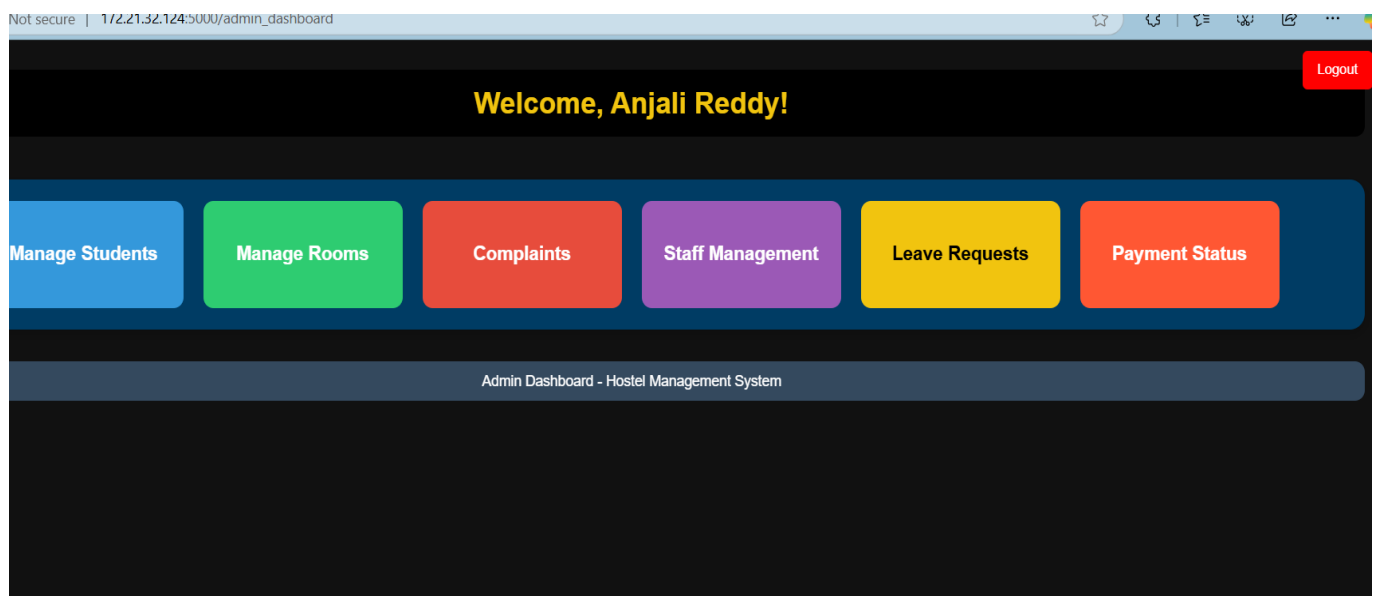 Not secure | 172.21.32.124:5000/admin_dashboard
Logout
Welcome, Anjali Reddy!
Manage Students
Manage Rooms
Complaints
Staff Management
Leave Requests
Payment Status
Admin Dashboard - Hostel Management System